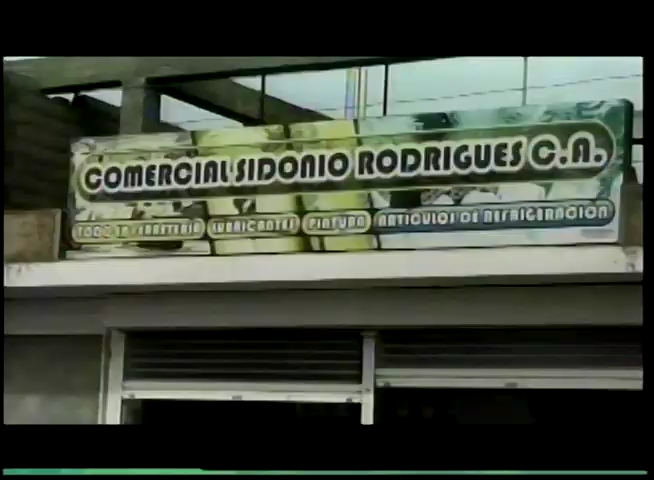 COMERCIAL SIDONIO RODRIGUES C.A.
TODO EN FERRETERIA LUBRICANTES PINTURA ARTICULOS DE REFRIGERACION